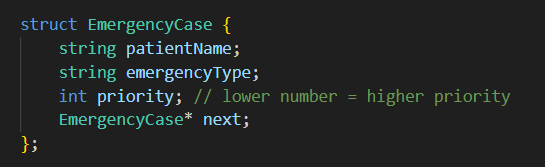 struct EmergencyCase {
    string patientName;
    string emergencyType;
    int priority; // lower number = higher priority
    EmergencyCase* next;
};